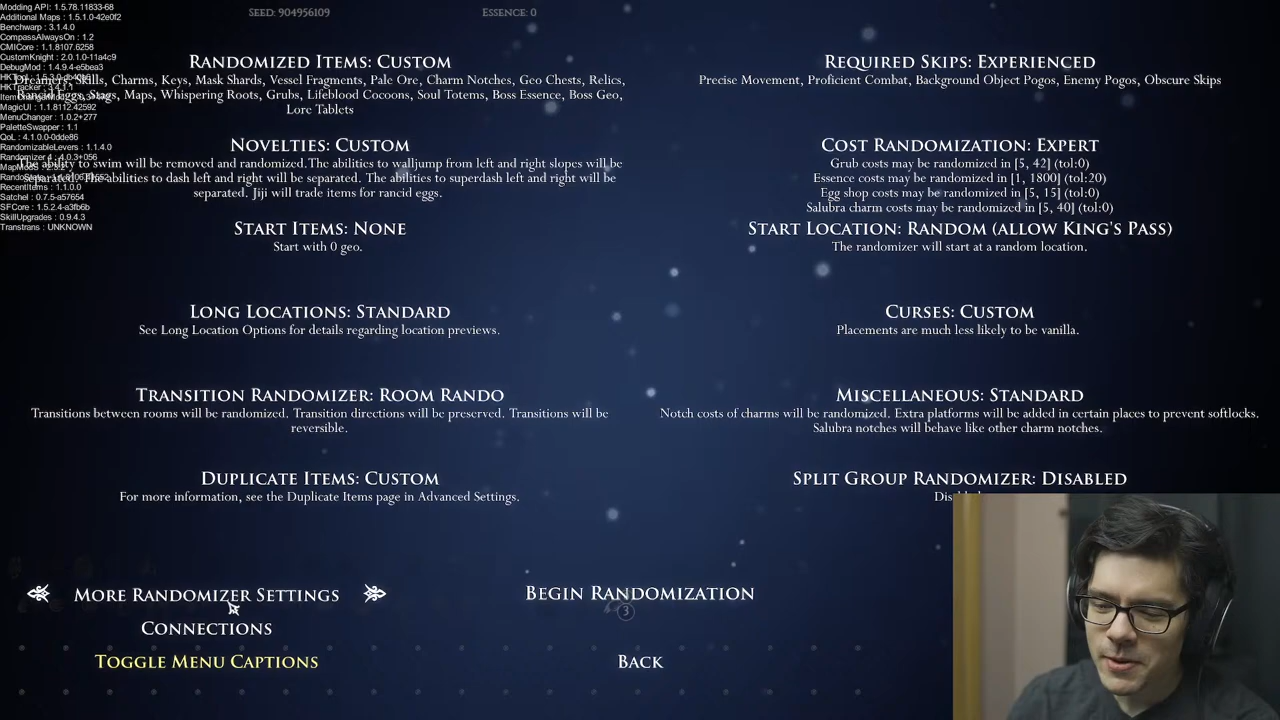 Modding API: 1.5.78.11833-68
Additional Maps : 1.5.1.0-42e0f2
Benchwarp : 3.1.4.0
CompassAlwaysOn : 1.2
CMICore : 1.1.8107.6258
CustomKnight : 2.0.1.0-11a4c9
DebugMod : 1.4.9.4-e5bea3
MenuChanger : 1.0.2+277
MagicUI : 1.1.8112.42592
PaletteSwapper : 1.1
QoL : 4.1.0.0-0dde86
RandomizableLevers : 1.1.4.0
Randomizer 4 : 4.0.3+056
RecentItems : 1.1.0.0
Satchel : 0.7.5-a57654
SFCore : 1.5.2.4-a3fb6b
SkillUpgrades : 0.9.4.3
Transtrans : UNKNOWN
SEED: 904956109
ESSENCE: 0
RANDOMIZED ITEMS: CUSTOM
Dreamers, Skills, Charms, Keys, Mask Shards, Vessel Fragments, Pale Ore, Charm Notches, Geo Chests, Relics,
Rancid Eggs, Stags, Maps, Whispering Roots, Grubs, Lifeblood Cocoons, Soul Totems, Boss Essence, Boss Geo,
Lore Tablets
REQUIRED SKIPS: EXPERIENCED
Precise Movement, Proficient Combat, Background Object Pogos, Enemy Pogos, Obscure Skips
NOVELTIES: CUSTOM
The ability to swim will be removed and randomized.The abilities to walljump from left and right slopes will be
separated. The abilities to dash left and right will be separated. The abilities to superdash left and right will be
separated. Jiji will trade items for rancid eggs.
COST RANDOMIZATION: EXPERT
Grub costs may be randomized in [5, 42] (tol:0)
Essence costs may be randomized in [1, 1800] (tol:20)
Egg shop costs may be randomized in [5, 15] (tol:0)
Salubra charm costs may be randomized in [5, 40] (tol:0)
START ITEMS: NONE
Start with 0 geo.
START LOCATION: RANDOM (ALLOW KING'S PASS)
The randomizer will start at a random location.
LONG LOCATIONS: STANDARD
See Long Location Options for details regarding location previews.
CURSES: CUSTOM
Placements are much less likely to be vanilla.
TRANSITION RANDOMIZER: ROOM RANDO
Transitions between rooms will be randomized. Transition directions will be preserved. Transitions will be
reversible.
MISCELLANEOUS: STANDARD
Notch costs of charms will be randomized. Extra platforms will be added in certain places to prevent softlocks.
Salubra notches will behave like other charm notches.
DUPLICATE ITEMS: CUSTOM
For more information, see the Duplicate Items page in Advanced Settings.
SPLIT GROUP RANDOMIZER: DISABLED
MORE RANDOMIZER SETTINGS
BEGIN RANDOMIZATION
3
CONNECTIONS
TOGGLE MENU CAPTIONS
BACK